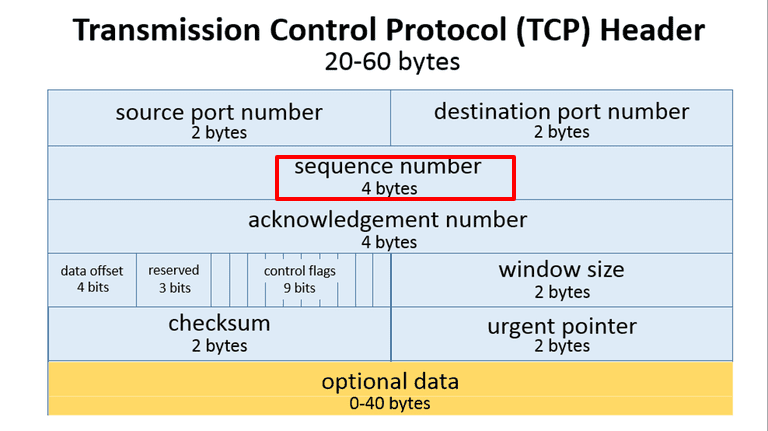 Transmission Control Protocol (TCP) Header
20-60 bytes
source port number
2 bytes
destination port number
2 bytes
sequence number
4 bytes
acknowledgement number
4 bytes
data offset
4 bits
reserved
3 bits
control flags
9 bits
window size
2 bytes
checksum
2 bytes
urgent pointer
2 bytes
optional data
0-40 bytes